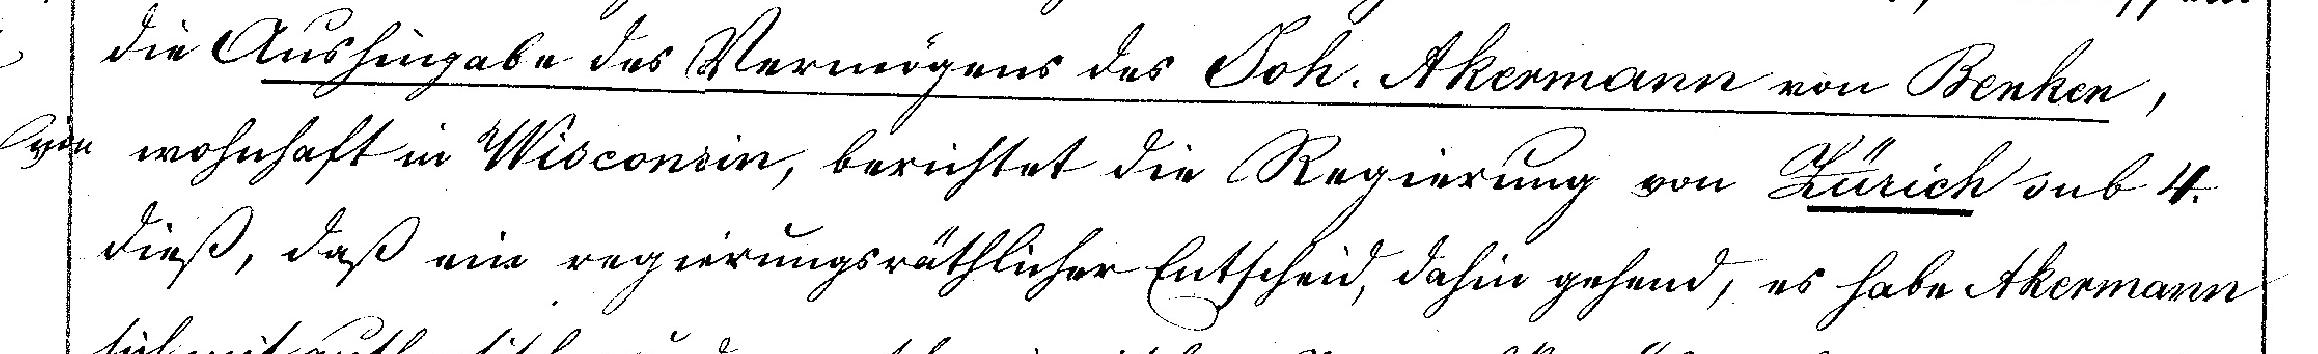 die Aushingabe des Vermögens des Joh. Akermann von Benken,
wohnhaft in Wisconsin, berichtet die Regierung von Zürich sub 4.
dieß, daß ein regierungsräthlicher Entscheid, dahin gehend, es habe Akermann